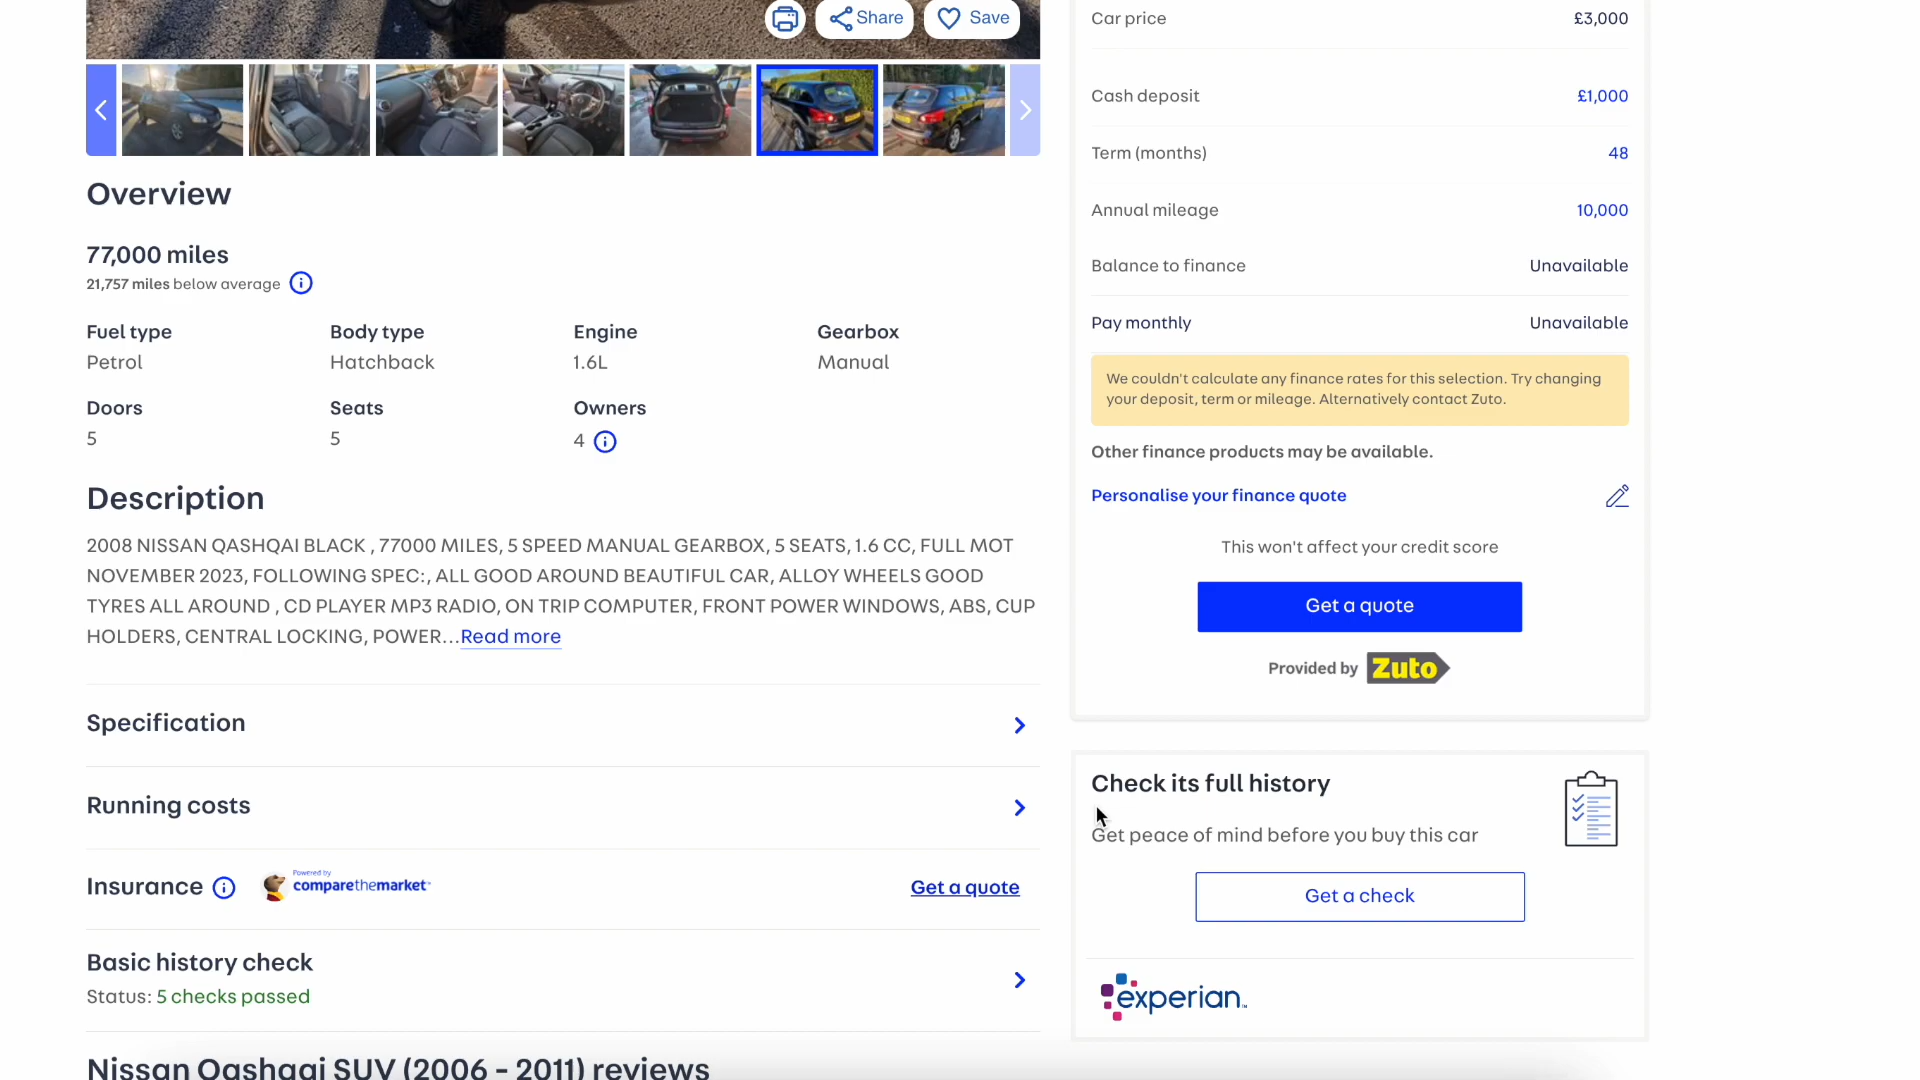 Share
Save
Overview
77,000 miles
21,757 miles below average
Fuel type
Body type
Engine
Gearbox
Petrol
Hatchback
1.6L
Manual
Doors
Seats
Owners
5
5
4
Description
2008 NISSAN QASHQAI BLACK , 77000 MILES, 5 SPEED MANUAL GEARBOX, 5 SEATS, 1.6 CC, FULL MOT
NOVEMBER 2023, FOLLOWING SPEC:, ALL GOOD AROUND BEAUTIFUL CAR, ALLOY WHEELS GOOD
TYRES ALL AROUND , CD PLAYER MP3 RADIO, ON TRIP COMPUTER, FRONT POWER WINDOWS, ABS, CUP
HOLDERS, CENTRAL LOCKING, POWER...Read more
Specification
Running costs
Insurance
Powered by
comparethemarket
Get a quote
Basic history check
Status: 5 checks passed
Nissan Qashqai SUV (2006 - 2011) reviews
Car price £3,000
Cash deposit £1,000
Term (months) 48
Annual mileage 10,000
Balance to finance Unavailable
Pay monthly Unavailable
We couldn't calculate any finance rates for this selection. Try changing
your deposit, term or mileage. Alternatively contact Zuto.
Other finance products may be available.
Personalise your finance quote
This won't affect your credit score
Get a quote
Provided by Zuto
Check its full history
Get peace of mind before you buy this car
Get a check
experian™